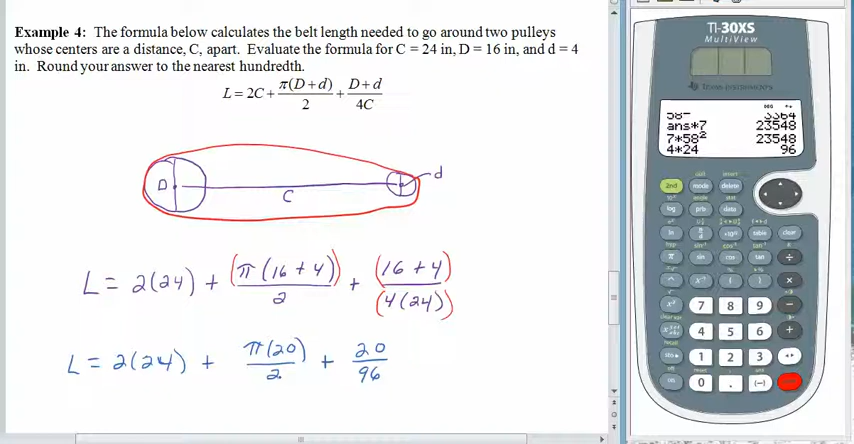 Example 4: The formula below calculates the belt length needed to go around two pulleys
whose centers are a distance, C, apart. Evaluate the formula for C = 24 in, D = 16 in, and d = 4
in. Round your answer to the nearest hundredth.
L = 2C + π(D+d)/2 + D+d/4C
D
C
d
L = 2(24) + (π(16+4))/2 + (16+4)/(4(24))
L = 2(24) + π(20)/2 + 20/96
TI-30XS
MultiView
TEXAS INSTRUMENTS
58² 3364
ans*7 23548
7*58² 23548
4*24 96
2nd mode delete
log prb data
ln n/d table clear
π sin cos tan ÷
^ x⁻¹ ( ) ×
x² 7 8 9 −
4 5 6 +
sto 1 2 3
on 0 . (−)